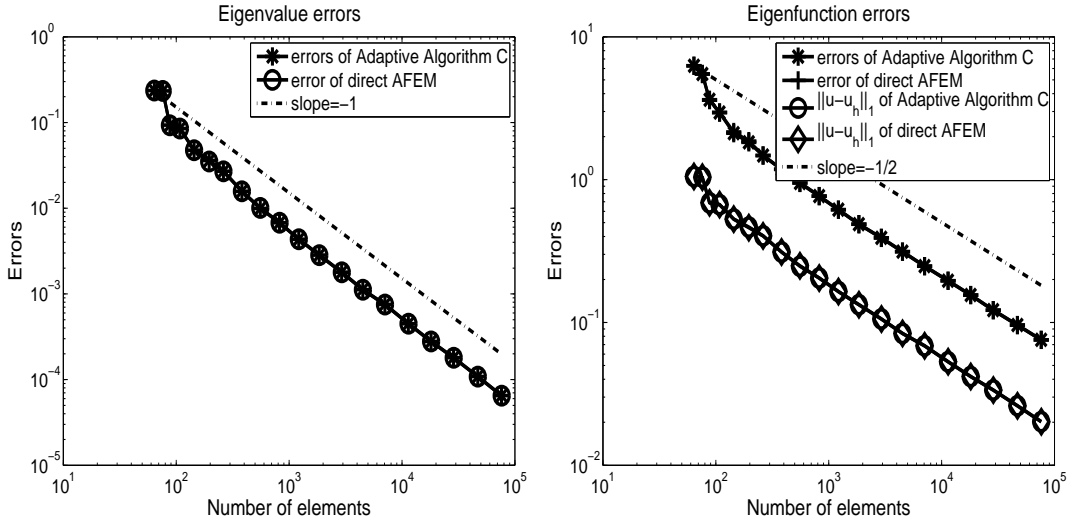 Eigenvalue errors
10^0
10^−1
10^−2
10^−3
10^−4
10^−5
Errors
errors of Adaptive Algorithm C
error of direct AFEM
slope=−1
10^1
10^2
10^3
10^4
10^5
Number of elements
Eigenfunction errors
10^1
10^0
10^−1
10^−2
Errors
errors of Adaptive Algorithm C
error of direct AFEM
||u−u_h||_1 of Adaptive Algorithm C
||u−u_h||_1 of direct AFEM
slope=−1/2
10^1
10^2
10^3
10^4
10^5
Number of elements